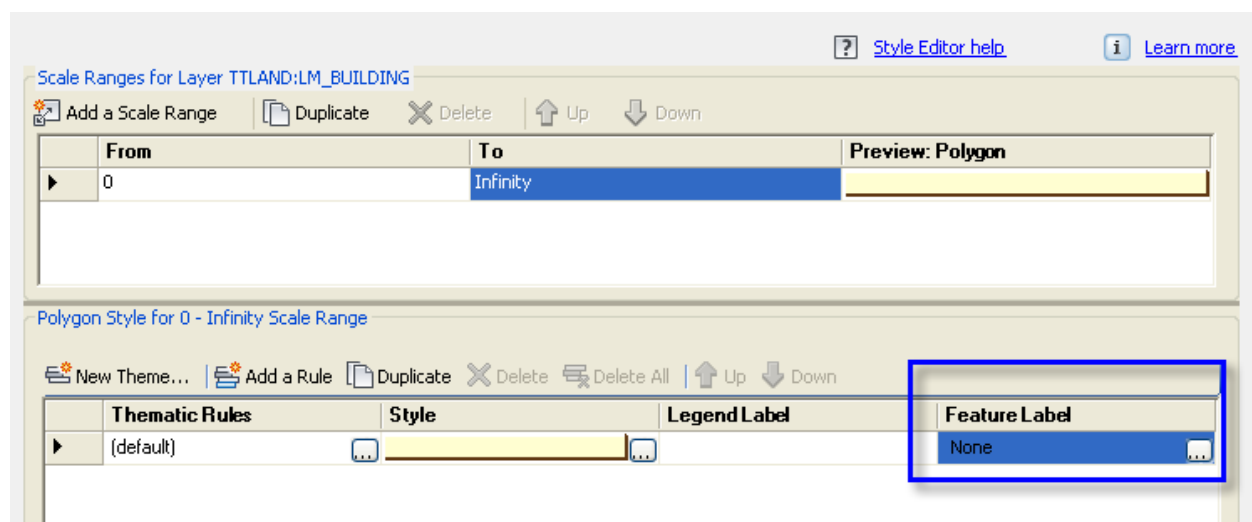 ? Style Editor help i Learn more
Scale Ranges for Layer TTLAND:LM_BUILDING
Add a Scale Range Duplicate Delete Up Down
From To Preview: Polygon
0 Infinity
Polygon Style for 0 - Infinity Scale Range
New Theme... Add a Rule Duplicate Delete Delete All Up Down
Thematic Rules Style Legend Label Feature Label
(default) ... ... None ...